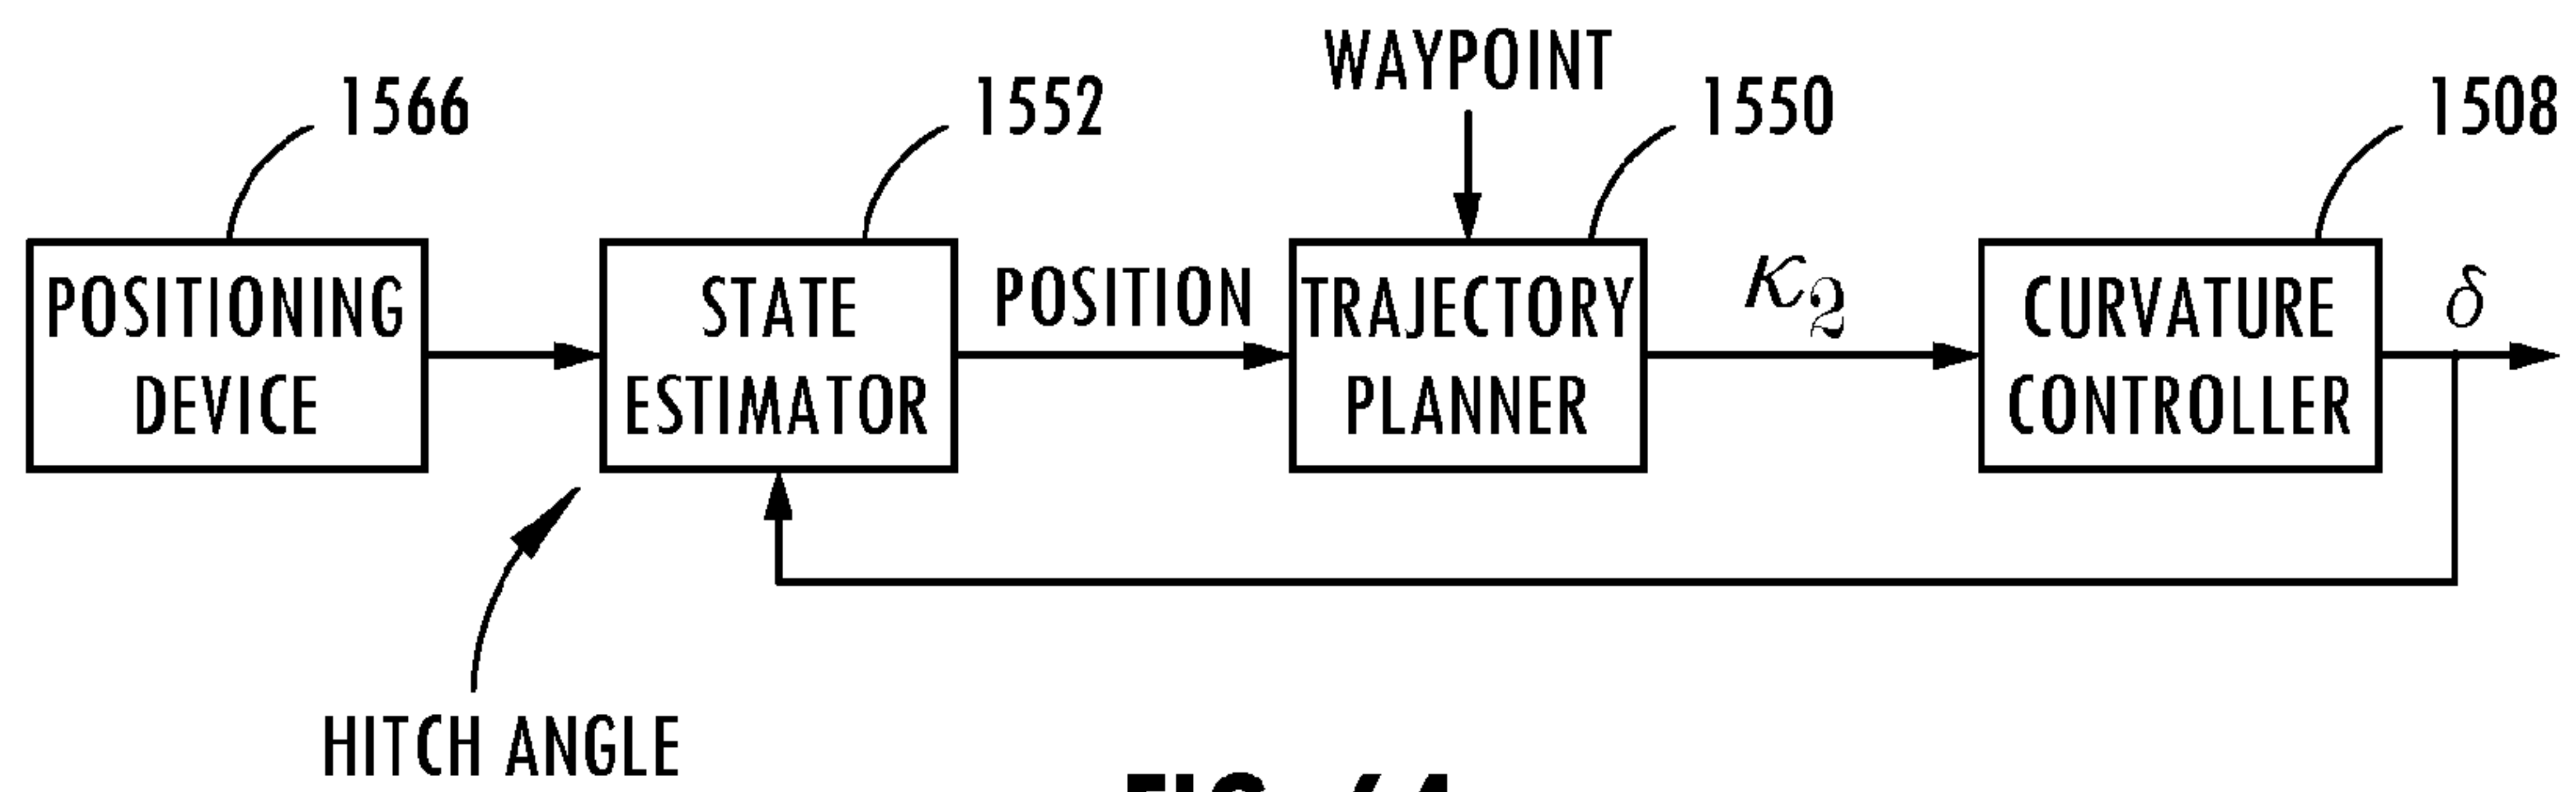 WAYPOINT
1566
1552
1550
1508
POSITIONING
DEVICE
STATE
ESTIMATOR
POSITION
TRAJECTORY
PLANNER
κ₂
CURVATURE
CONTROLLER
δ
HITCH ANGLE